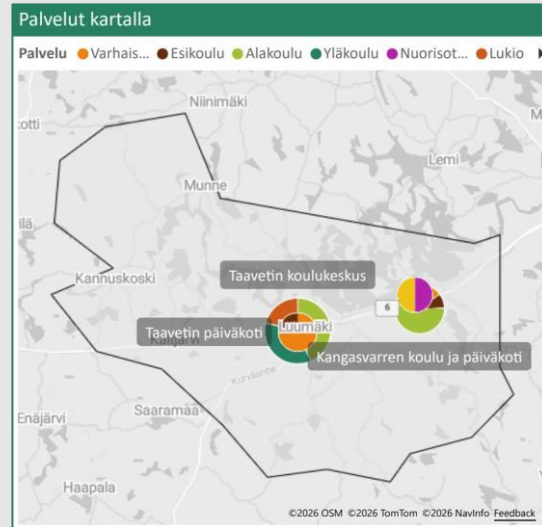 Palvelut kartalla
Palvelu Varhais... Esikoulu Alakoulu Yläkoulu Nuorisot... Lukio
Niinimäki
Lemi
Munne
Taavetin koulukeskus
Kannuskoski
6
Taavetin päiväkoti
Luumäki
Kangasvarren koulu ja päiväkoti
Kurvilantie
Saaramaa
Enäjärvi
Haapala
©2026 OSM ©2026 TomTom ©2026 NavInfo Feedback